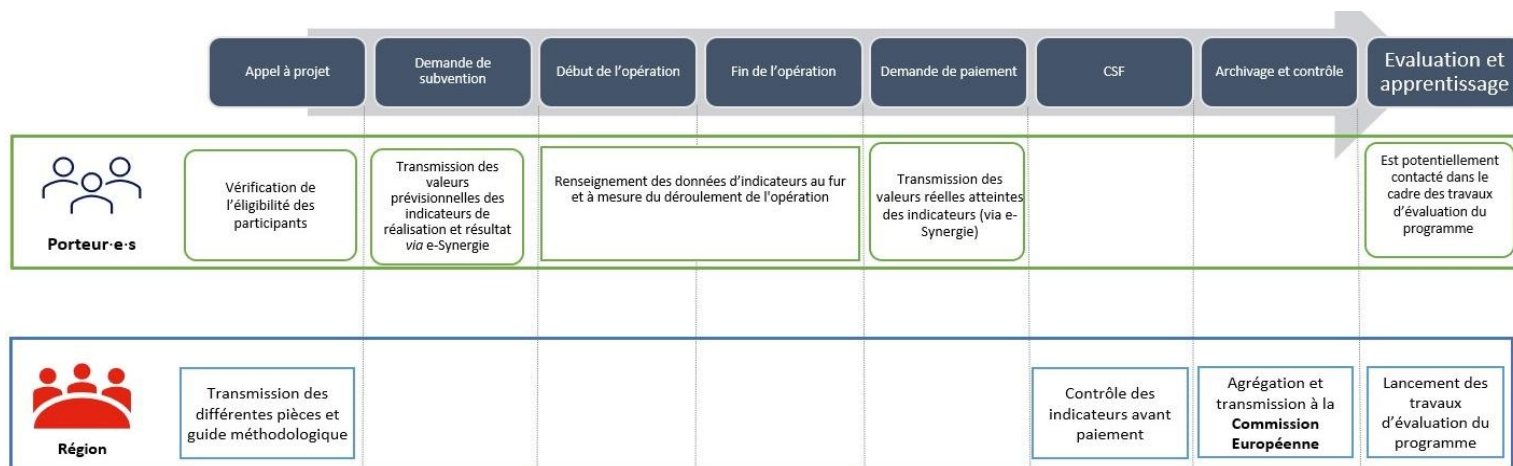 Appel à projet
Demande de
subvention
Début de l'opération
Fin de l'opération
Demande de paiement
CSF
Archivage et contrôle
Evaluation et
apprentissage
Porteur·e·s
Vérification de
l'éligibilité des
participants
Transmission des
valeurs
prévisionnelles des
indicateurs de
réalisation et résultat
via e-Synergie
Renseignement des données d'indicateurs au fur
et à mesure du déroulement de l'opération
Transmission des
valeurs réelles atteintes
des indicateurs (via e-
Synergie)
Est potentiellement
contacté dans le
cadre des travaux
d'évaluation du
programme
Région
Transmission des
différentes pièces et
guide méthodologique
Contrôle des
indicateurs avant
paiement
Agrégation et
transmission à la
Commission
Européenne
Lancement des
travaux
d'évaluation du
programme